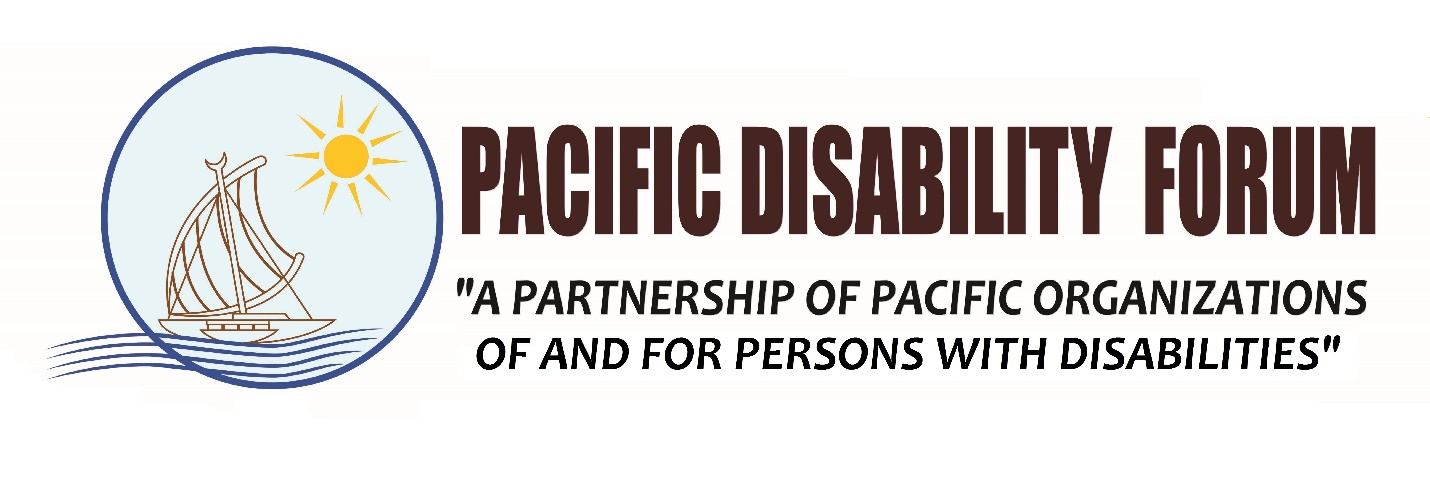 PACIFIC DISABILITY FORUM
"A PARTNERSHIP OF PACIFIC ORGANIZATIONS
OF AND FOR PERSONS WITH DISABILITIES"